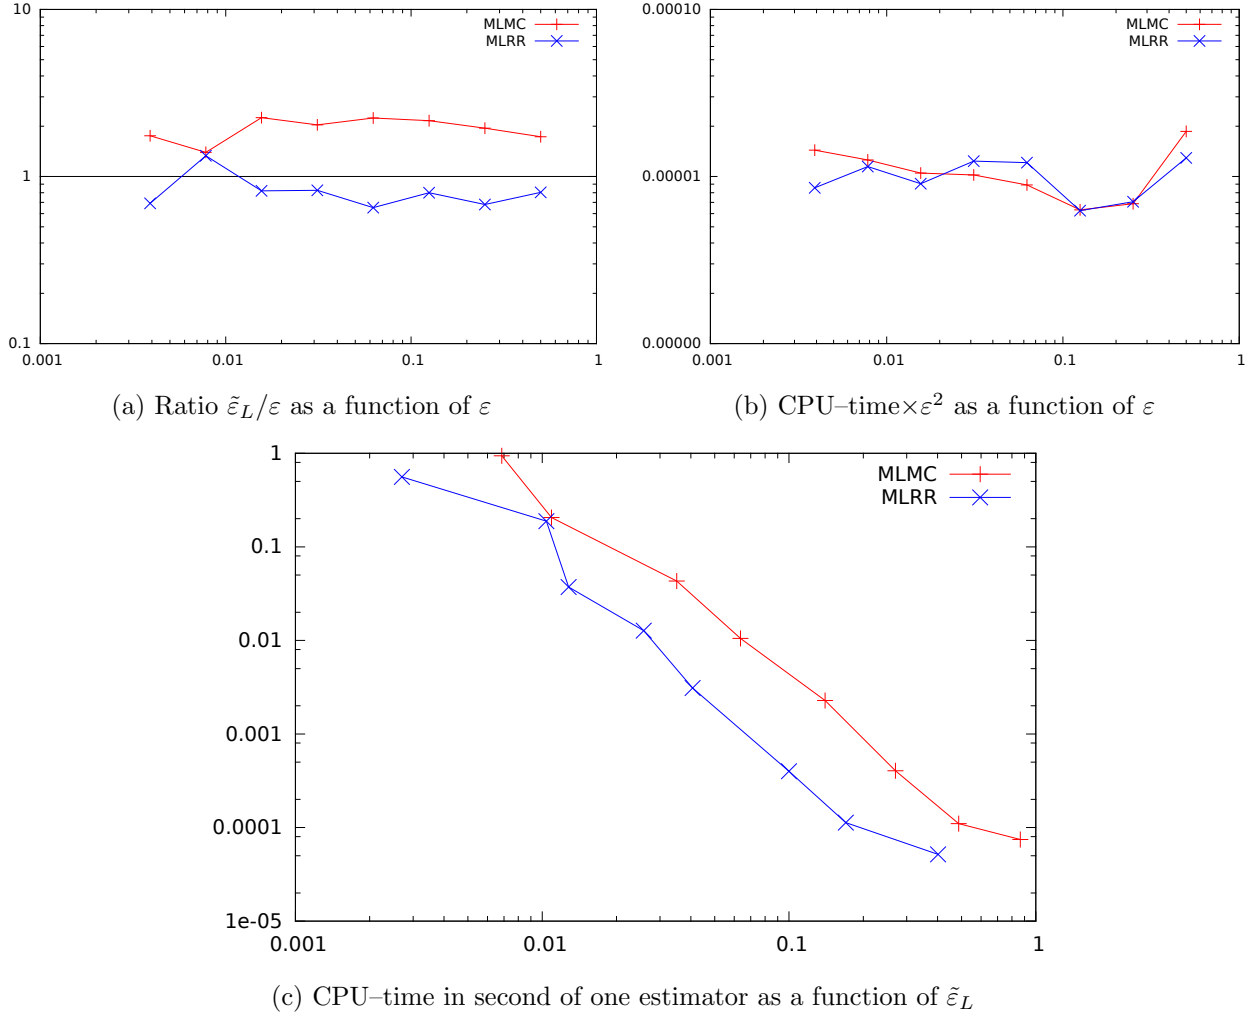 10
1
0.1
0.001
0.01
0.1
1
MLMC
MLRR
(a) Ratio ε̃_L/ε as a function of ε
0.00010
0.00001
0.00000
0.001
0.01
0.1
1
MLMC
MLRR
(b) CPU–time×ε² as a function of ε
1
0.1
0.01
0.001
0.0001
1e-05
0.001
0.01
0.1
1
MLMC
MLRR
(c) CPU–time in second of one estimator as a function of ε̃_L